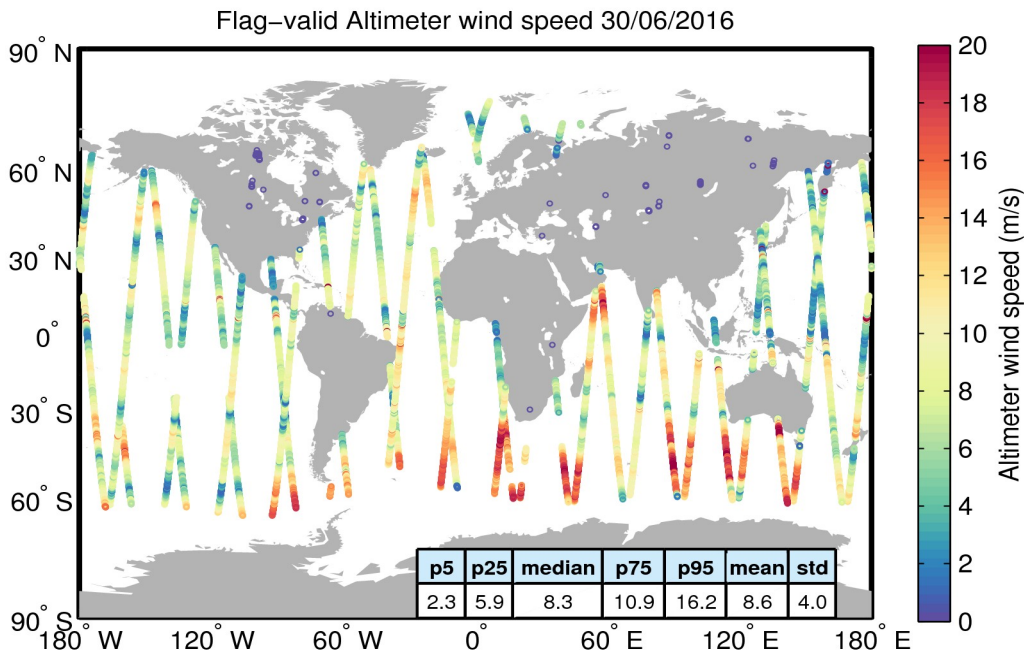 Flag−valid Altimeter wind speed 30/06/2016
90° N
60° N
30° N
0°
30° S
60° S
90° S
180° W
120° W
60° W
0°
60° E
120° E
180° E
p5 p25 median p75 p95 mean std
2.3 5.9 8.3 10.9 16.2 8.6 4.0
20
18
16
14
12
10
8
6
4
2
0
Altimeter wind speed (m/s)